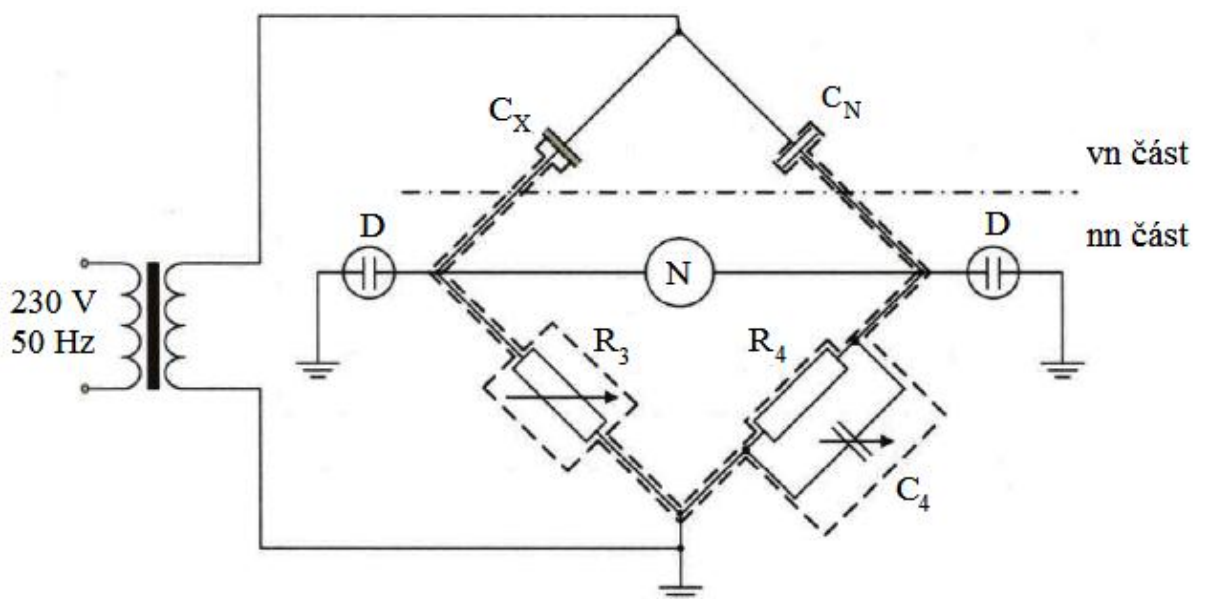 C_X
C_N
vn část
D
D
nn část
N
230 V
50 Hz
R_3
R_4
C_4